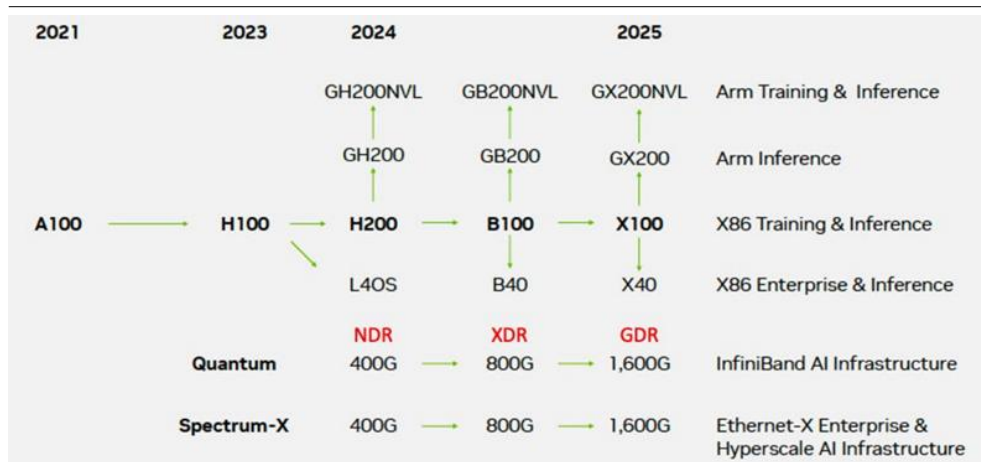 2021 2023 2024 2025
GH200NVL GB200NVL GX200NVL Arm Training & Inference
GH200 GB200 GX200 Arm Inference
A100 H100 H200 B100 X100 X86 Training & Inference
L40S B40 X40 X86 Enterprise & Inference
NDR XDR GDR
Quantum 400G 800G 1,600G InfiniBand AI Infrastructure
Spectrum-X 400G 800G 1,600G Ethernet-X Enterprise &
Hyperscale AI Infrastructure